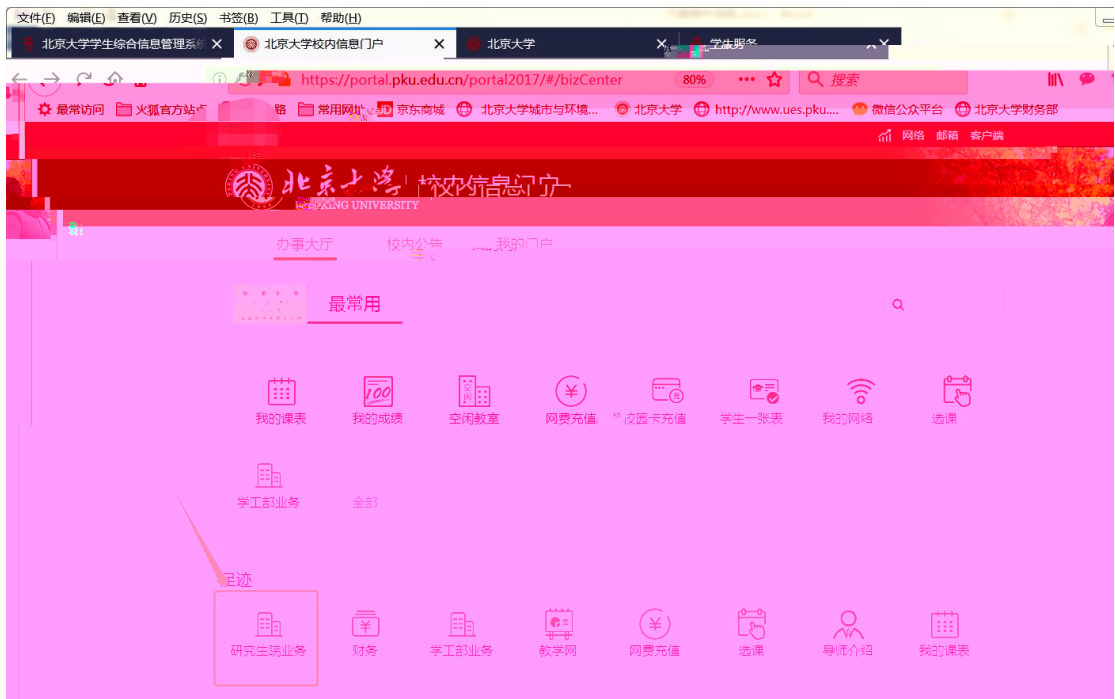 文件(F) 编辑(E) 查看(V) 历史(S) 书签(B) 工具(T) 帮助(H)
北京大学学生综合信息管理系统 × 北京大学校内信息门户 × 北京大学 × 学生服务 ×
https://portal.pku.edu.cn/portal2017/#/bizCenter 80% 搜索
最常访问 火狐官方站点 常用网址 JD 京东商城 北京大学城市与环境... 北京大学 http://www.ues.pku.... 微信公众平台 北京大学财务部
网络 邮箱 客户端
北京大学 校内信息门户
PEKING UNIVERSITY
办事大厅 校内公告 我的门户
最常用
我的课表 我的成绩 空闲教室 网费充值 校园卡充值 学生一张表 我的网络 选课
学工部业务 全部
足迹
研究生院业务 财务 学工部业务 教学网 网费充值 选课 导师介绍 我的课表